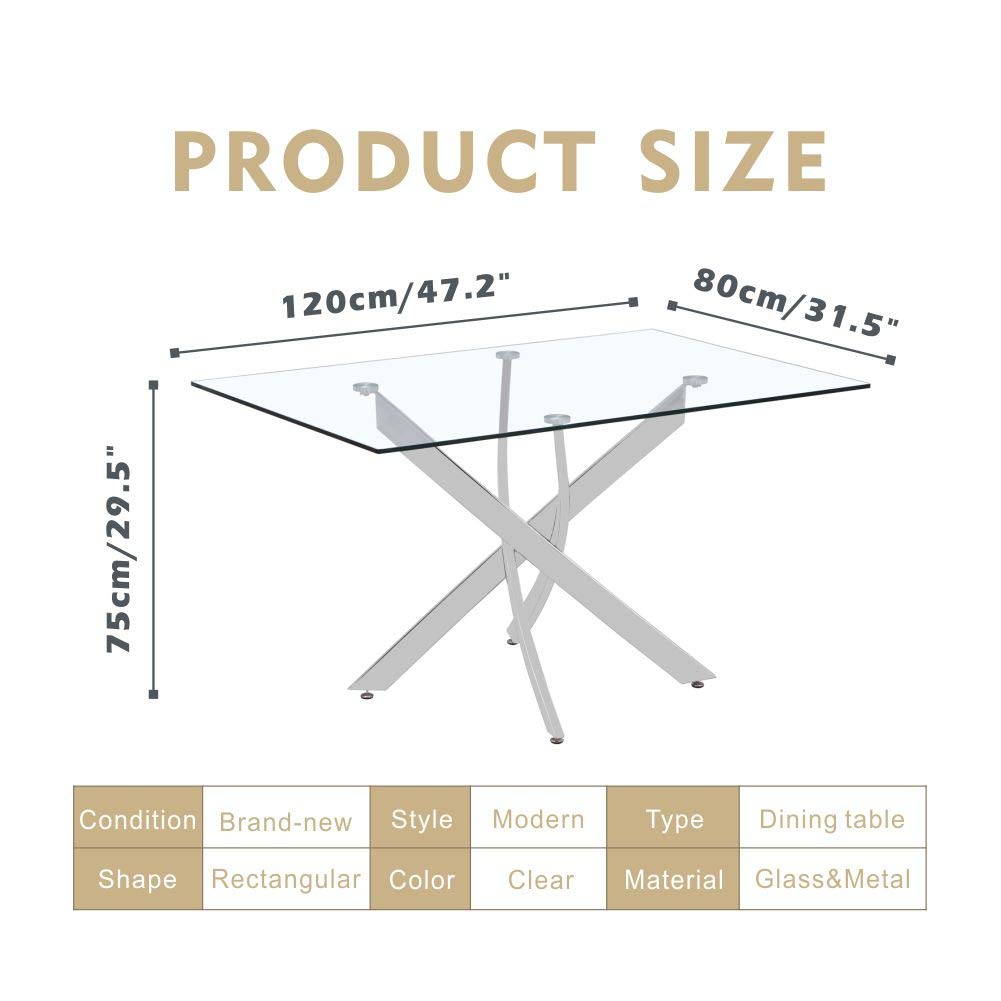 PRODUCT SIZE
120cm/47.2"
80cm/31.5"
75cm/29.5"
Condition Brand-new Style Modern Type Dining table
Shape Rectangular Color Clear Material Glass&Metal